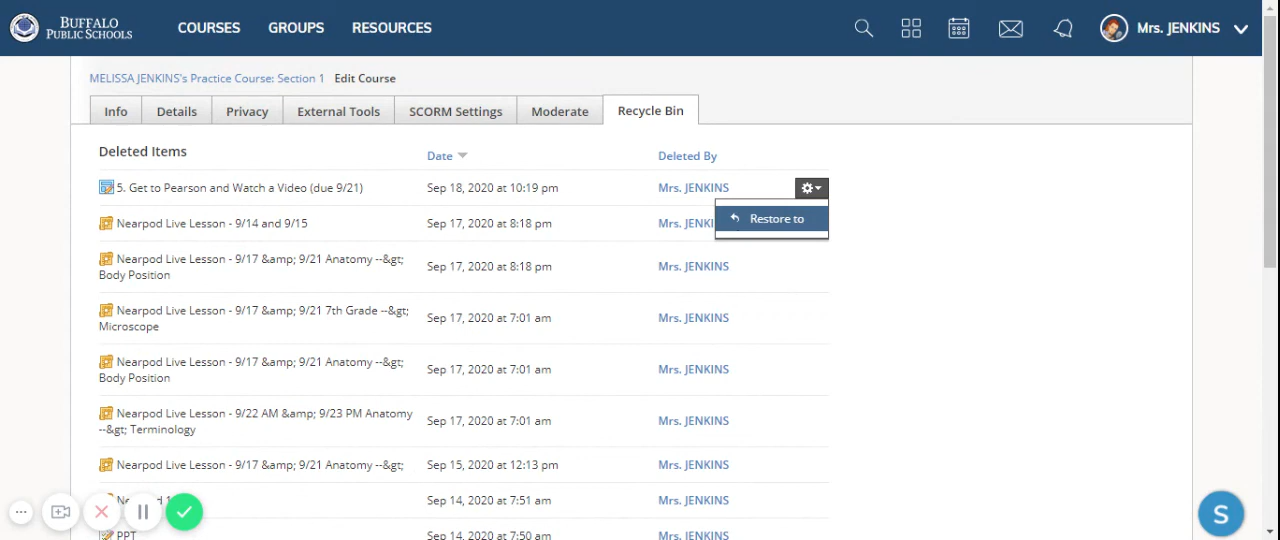 BUFFALO
PUBLIC SCHOOLS
COURSES
GROUPS
RESOURCES
Mrs. JENKINS
MELISSA JENKINS's Practice Course: Section 1 Edit Course
Info
Details
Privacy
External Tools
SCORM Settings
Moderate
Recycle Bin
Deleted Items
Date
Deleted By
5. Get to Pearson and Watch a Video (due 9/21)
Sep 18, 2020 at 10:19 pm
Mrs. JENKINS
Restore to
Nearpod Live Lesson - 9/14 and 9/15
Sep 17, 2020 at 8:18 pm
Mrs. JEN
Nearpod Live Lesson - 9/17 &amp; 9/21 Anatomy --&gt;
Body Position
Sep 17, 2020 at 8:18 pm
Mrs. JENKINS
Nearpod Live Lesson - 9/17 &amp; 9/21 7th Grade --&gt;
Microscope
Sep 17, 2020 at 7:01 am
Mrs. JENKINS
Nearpod Live Lesson - 9/17 &amp; 9/21 Anatomy --&gt;
Body Position
Sep 17, 2020 at 7:01 am
Mrs. JENKINS
Nearpod Live Lesson - 9/22 AM &amp; 9/23 PM Anatomy
--&gt; Terminology
Sep 17, 2020 at 7:01 am
Mrs. JENKINS
Nearpod Live Lesson - 9/17 &amp; 9/21 Anatomy --&gt;
Sep 15, 2020 at 12:13 pm
Mrs. JENKINS
Sep 14, 2020 at 7:51 am
Mrs. JENKINS
PPT
Sep 14, 2020 at 7:50 am
Mrs. JENKINS
S